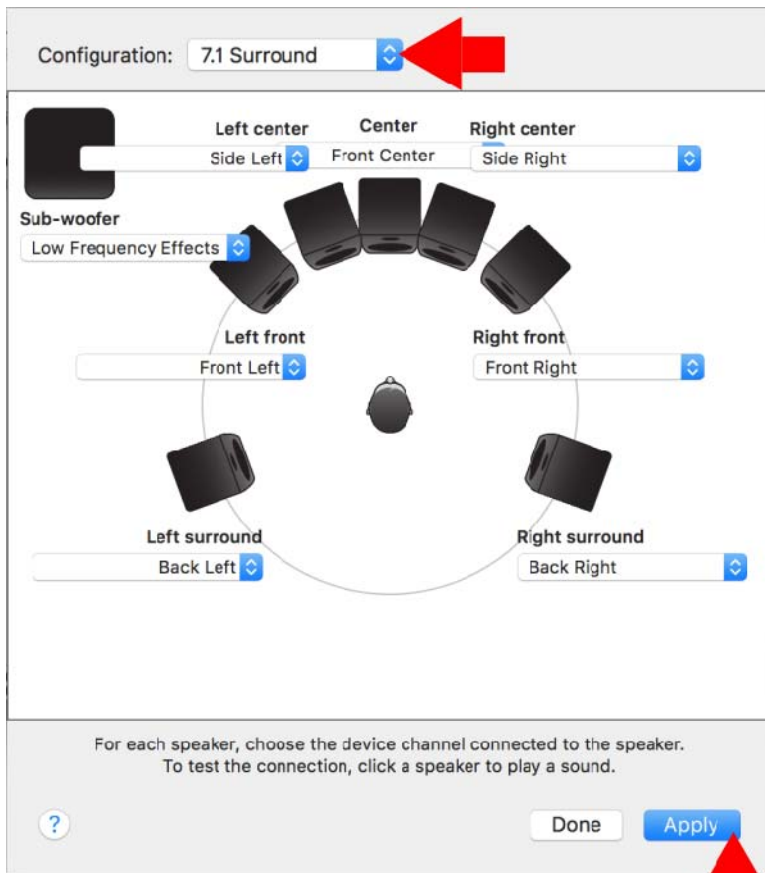 Configuration: 7.1 Surround
Left center Center Right center
Side Left Front Center Side Right
Sub-woofer
Low Frequency Effects
Left front Right front
Front Left Front Right
Left surround Right surround
Back Left Back Right
For each speaker, choose the device channel connected to the speaker.
To test the connection, click a speaker to play a sound.
? Done Apply